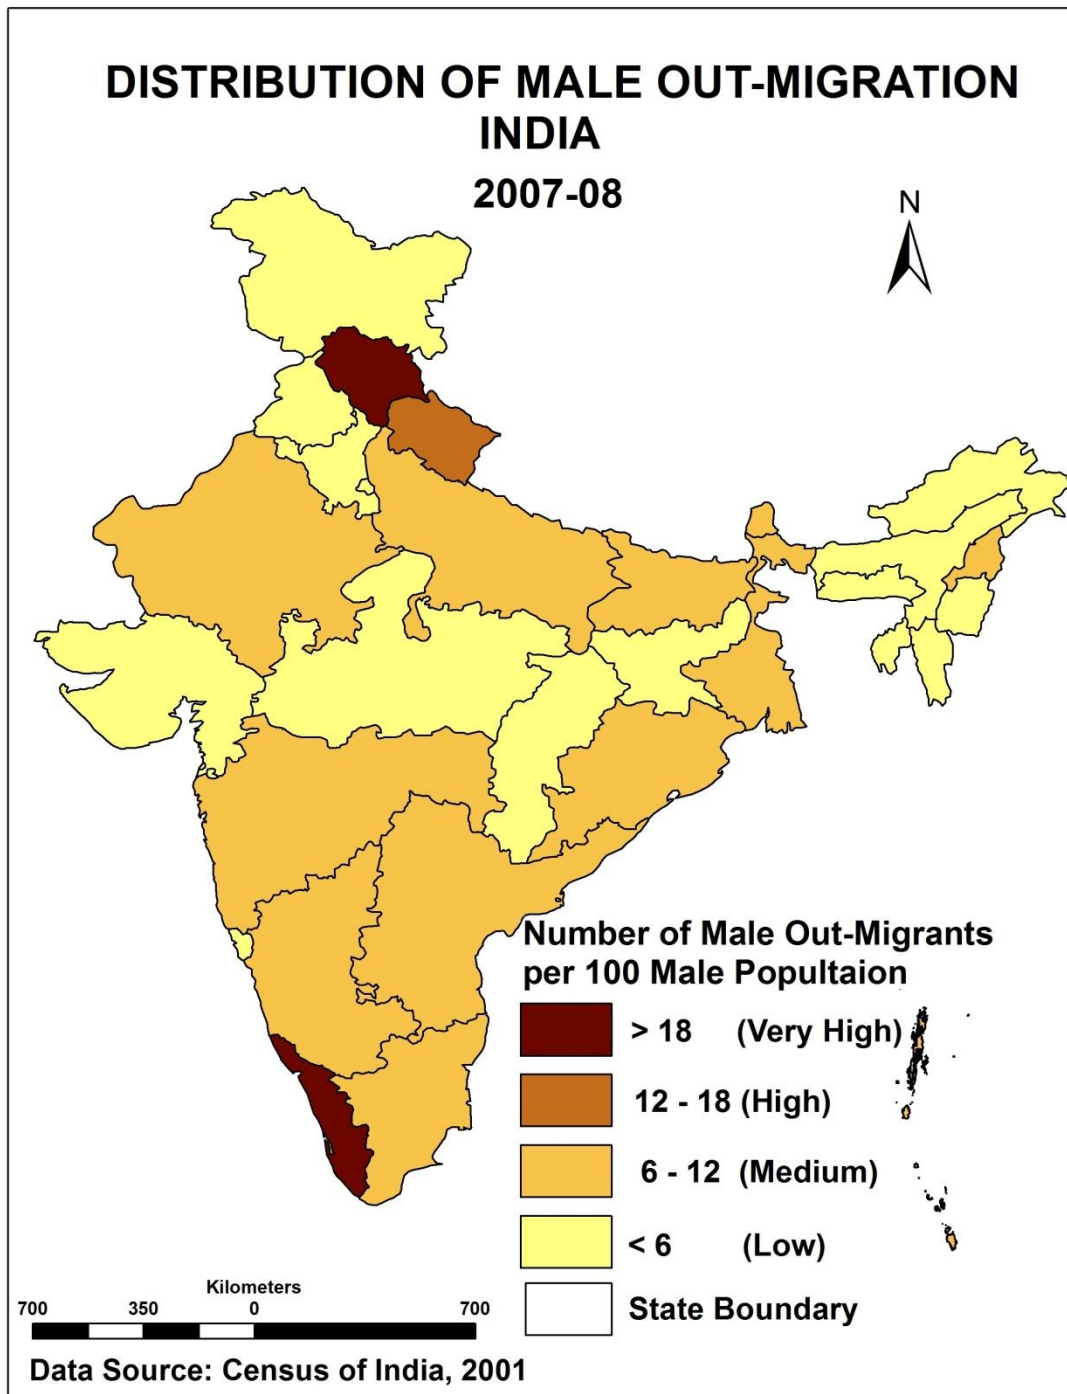 DISTRIBUTION OF MALE OUT-MIGRATION
INDIA
2007-08
N
Number of Male Out-Migrants
per 100 Male Popultaion
> 18 (Very High)
12 - 18 (High)
6 - 12 (Medium)
< 6 (Low)
State Boundary
Kilometers
700 350 0 700
Data Source: Census of India, 2001